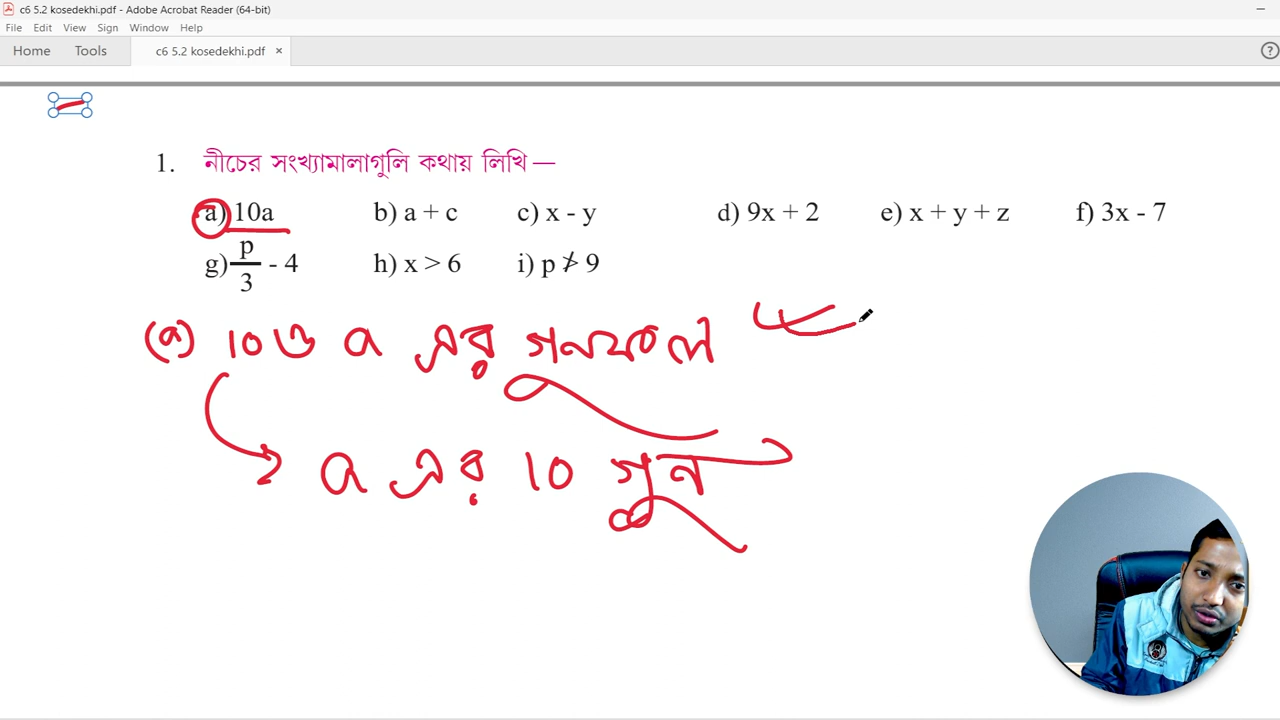 c6 5.2 kosedekhi.pdf - Adobe Acrobat Reader (64-bit)
File Edit View Sign Window Help
Home Tools c6 5.2 kosedekhi.pdf ×
1. নীচের সংখ্যামালাগুলি কথায় লিখি —
a) 10a b) a + c c) x - y d) 9x + 2 e) x + y + z f) 3x - 7
g) p/3 - 4 h) x > 6 i) p ≯ 9
(a) 10 ও a এর গুনফল
a এর 10 গুন